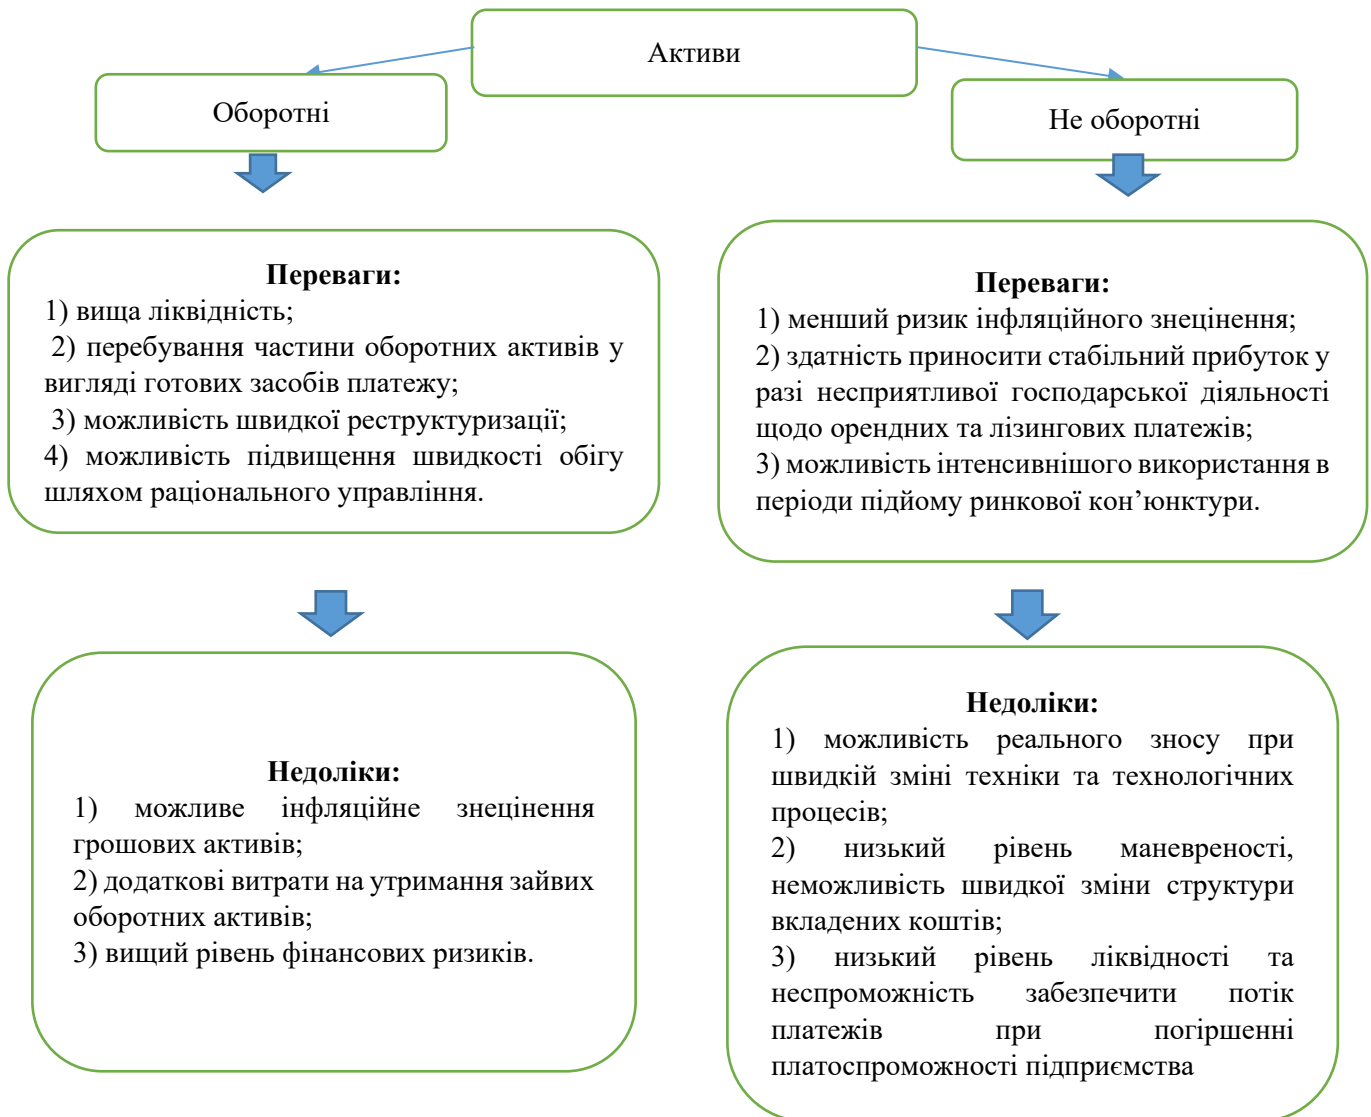 Активи
Оборотні
Не оборотні
Переваги:
1) вища ліквідність;
2) перебування частини оборотних активів у
вигляді готових засобів платежу;
3) можливість швидкої реструктуризації;
4) можливість підвищення швидкості обігу
шляхом раціонального управління.
Переваги:
1) менший ризик інфляційного знецінення;
2) здатність приносити стабільний прибуток у
разі несприятливої господарської діяльності
щодо орендних та лізингових платежів;
3) можливість інтенсивнішого використання в
періоди підйому ринкової кон’юнктури.
Недоліки:
1) можливе інфляційне знецінення
грошових активів;
2) додаткові витрати на утримання зайвих
оборотних активів;
3) вищий рівень фінансових ризиків.
Недоліки:
1) можливість реального зносу при
швидкій зміні техніки та технологічних
процесів;
2) низький рівень маневреності,
неможливість швидкої зміни структури
вкладених коштів;
3) низький рівень ліквідності та
неспроможність забезпечити потік
платежів при погіршенні
платоспроможності підприємства